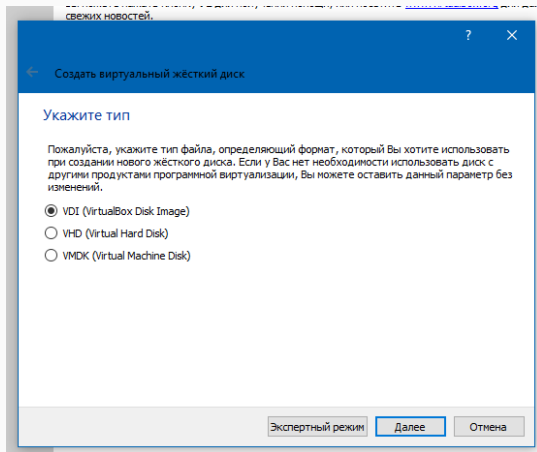 свежих новостей.
?
Создать виртуальный жёсткий диск
Укажите тип
Пожалуйста, укажите тип файла, определяющий формат, который Вы хотите использовать
при создании нового жёсткого диска. Если у Вас нет необходимости использовать диск с
другими продуктами программной виртуализации, Вы можете оставить данный параметр без
изменений.
VDI (VirtualBox Disk Image)
VHD (Virtual Hard Disk)
VMDK (Virtual Machine Disk)
Экспертный режим Далее Отмена